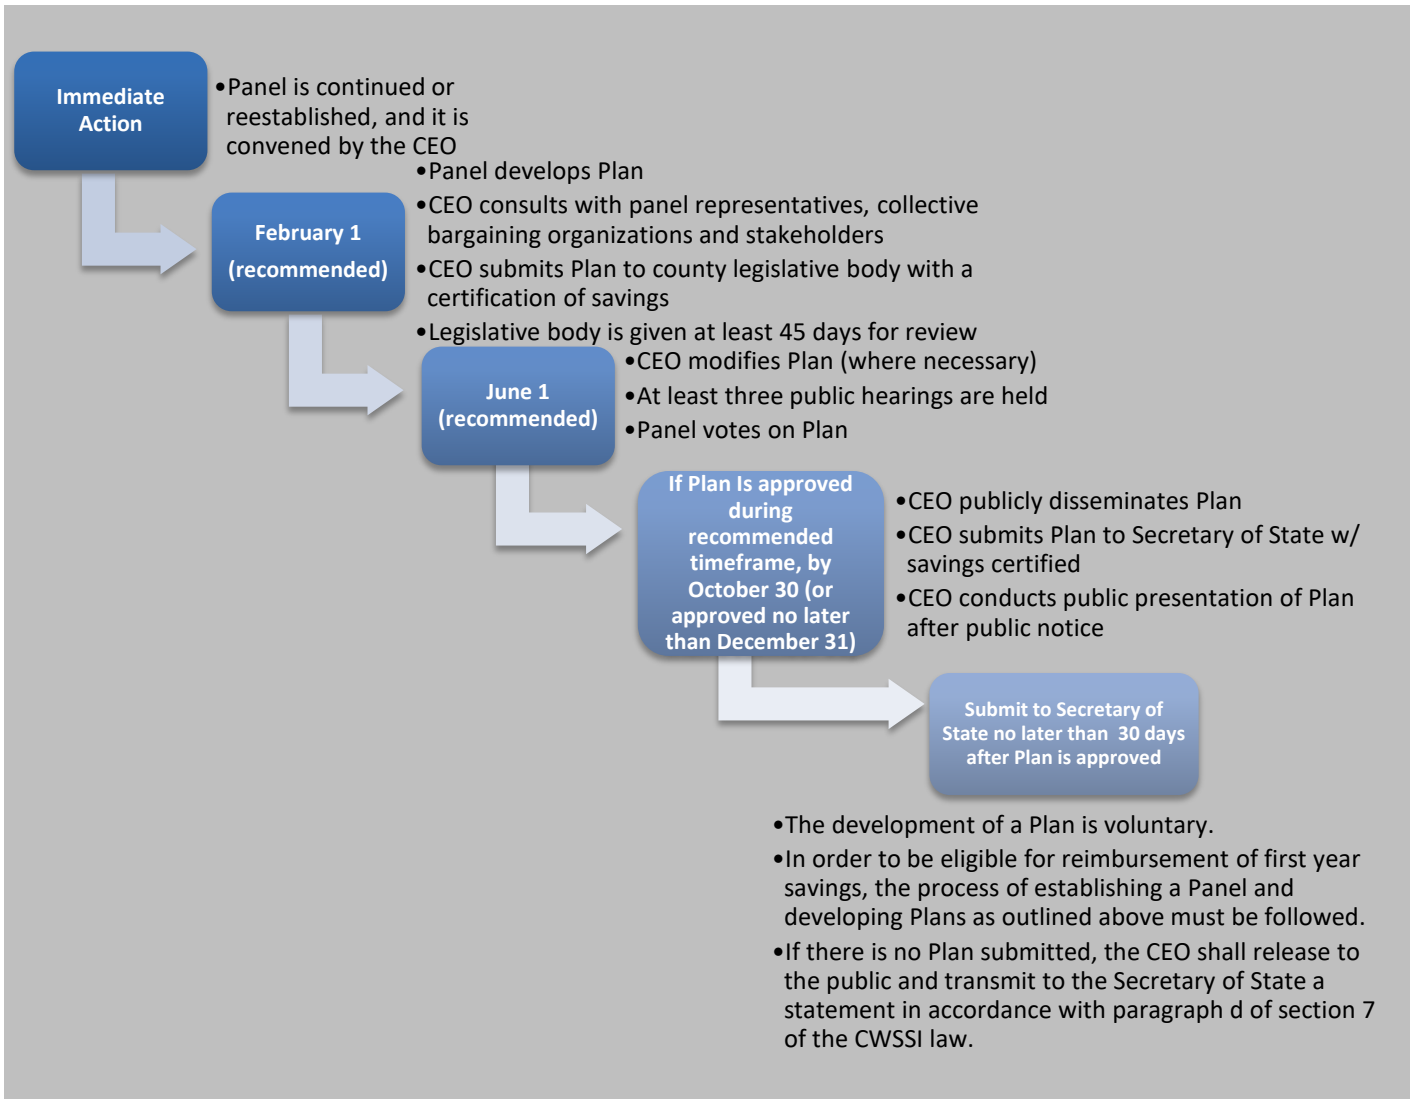 Immediate
Action
•Panel is continued or
reestablished, and it is
convened by the CEO
February 1
(recommended)
•Panel develops Plan
•CEO consults with panel representatives, collective
bargaining organizations and stakeholders
•CEO submits Plan to county legislative body with a
certification of savings
•Legislative body is given at least 45 days for review
June 1
(recommended)
•CEO modifies Plan (where necessary)
•At least three public hearings are held
•Panel votes on Plan
If Plan Is approved
during
recommended
timeframe, by
October 30 (or
approved no later
than December 31)
•CEO publicly disseminates Plan
•CEO submits Plan to Secretary of State w/
savings certified
•CEO conducts public presentation of Plan
after public notice
Submit to Secretary of
State no later than 30 days
after Plan is approved
•The development of a Plan is voluntary.
•In order to be eligible for reimbursement of first year
savings, the process of establishing a Panel and
developing Plans as outlined above must be followed.
•If there is no Plan submitted, the CEO shall release to
the public and transmit to the Secretary of State a
statement in accordance with paragraph d of section 7
of the CWSSI law.